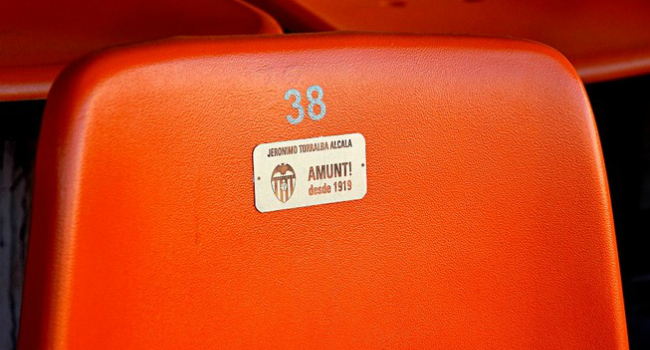 38
JERONIMO TORRALBA ALCALA
AMUNT!
desde 1919